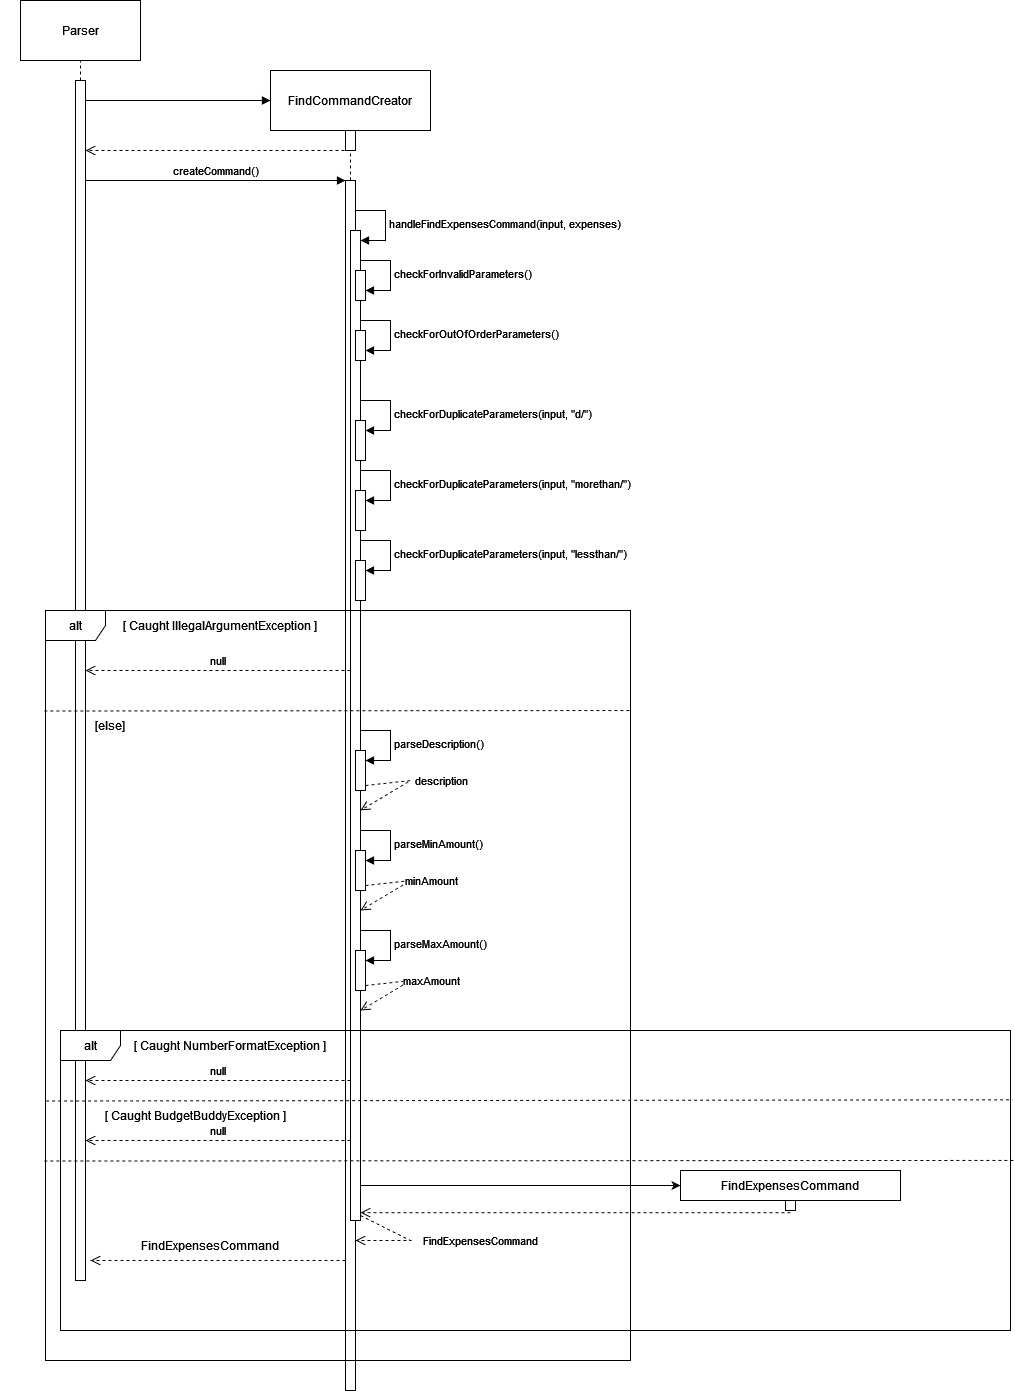 Parser
FindCommandCreator
createCommand()
handleFindExpensesCommand(input, expenses)
checkForInvalidParameters()
checkForOutOfOrderParameters()
checkForDuplicateParameters(input, "d/")
checkForDuplicateParameters(input, "morethan/")
checkForDuplicateParameters(input, "lessthan/")
alt
[ Caught IllegalArgumentException ]
null
[else]
parseDescription()
description
parseMinAmount()
minAmount
parseMaxAmount()
maxAmount
alt
[ Caught NumberFormatException ]
null
[ Caught BudgetBuddyException ]
null
FindExpensesCommand
FindExpensesCommand
FindExpensesCommand